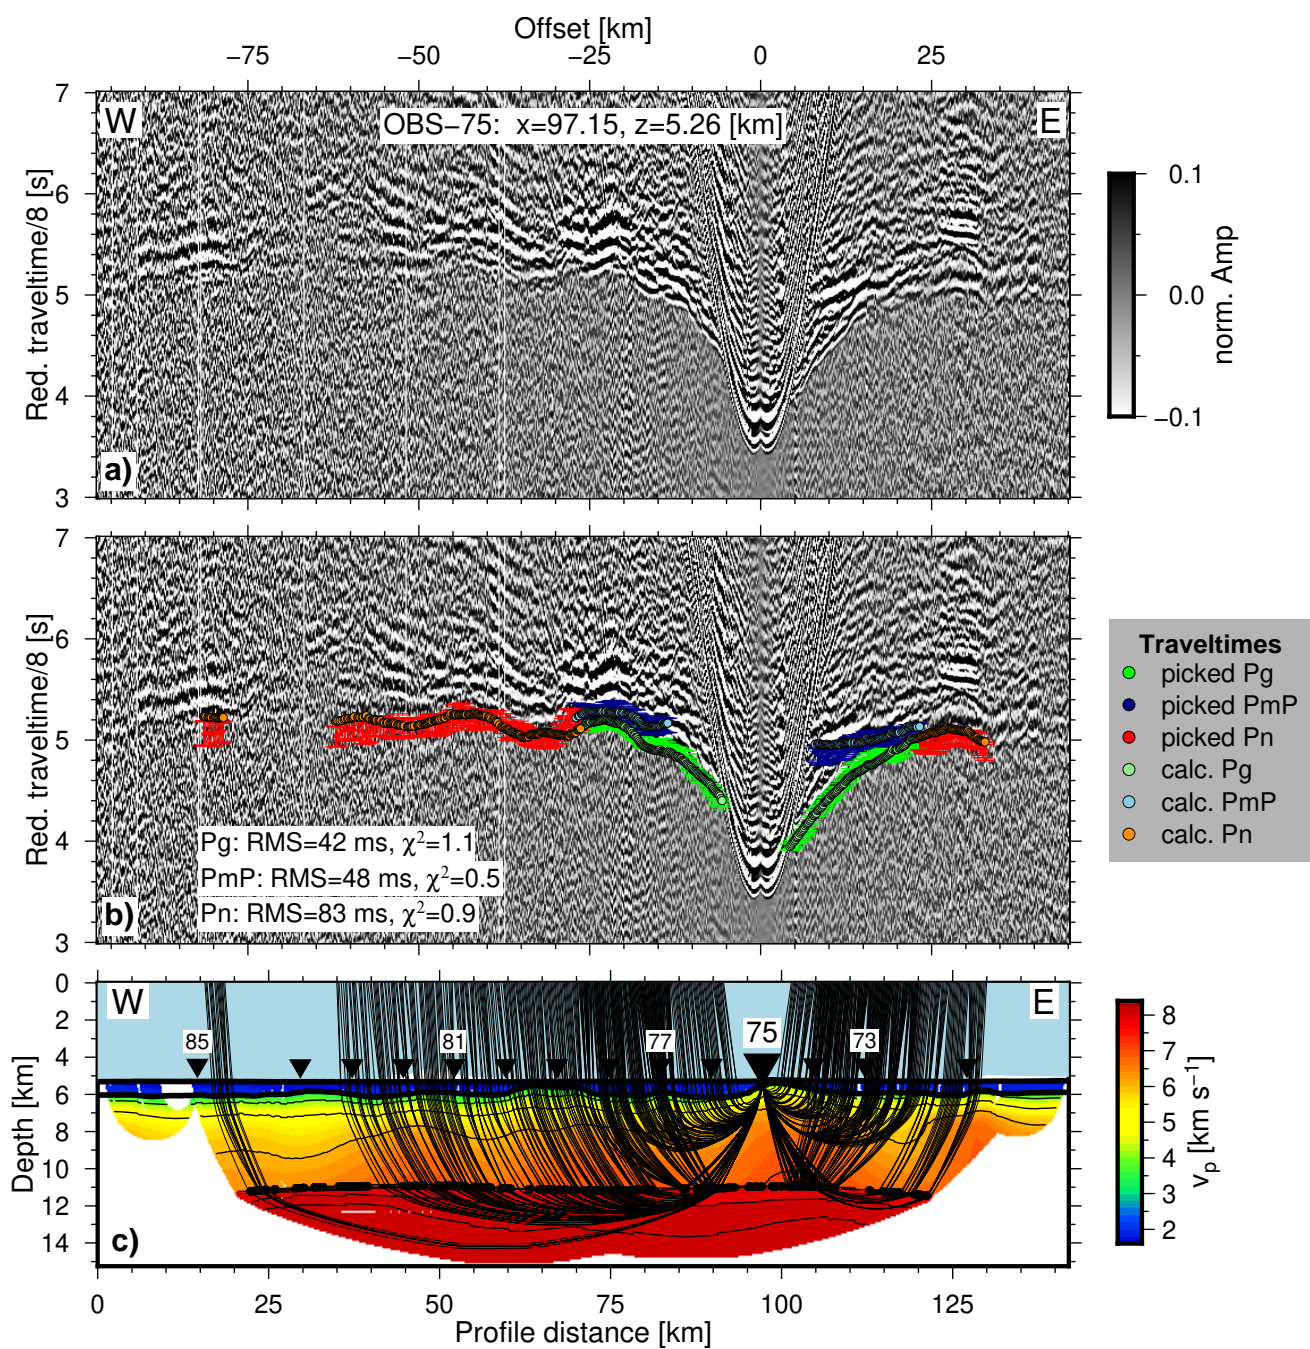 Offset [km]
−75 −50 −25 0 25
W E
OBS−75: x=97.15, z=5.26 [km]
7
6
5
4
3
Red. traveltime/8 [s]
a)
0.1
0.0
−0.1
norm. Amp
7
6
5
4
3
Red. traveltime/8 [s]
Pg: RMS=42 ms, χ²=1.1
PmP: RMS=48 ms, χ²=0.5
Pn: RMS=83 ms, χ²=0.9
b)
Traveltimes
picked Pg
picked PmP
picked Pn
calc. Pg
calc. PmP
calc. Pn
W E
85 81 77 75 73
0
2
4
6
8
10
12
14
Depth [km]
c)
8
7
6
5
4
3
2
vₚ [km s⁻¹]
0 25 50 75 100 125
Profile distance [km]